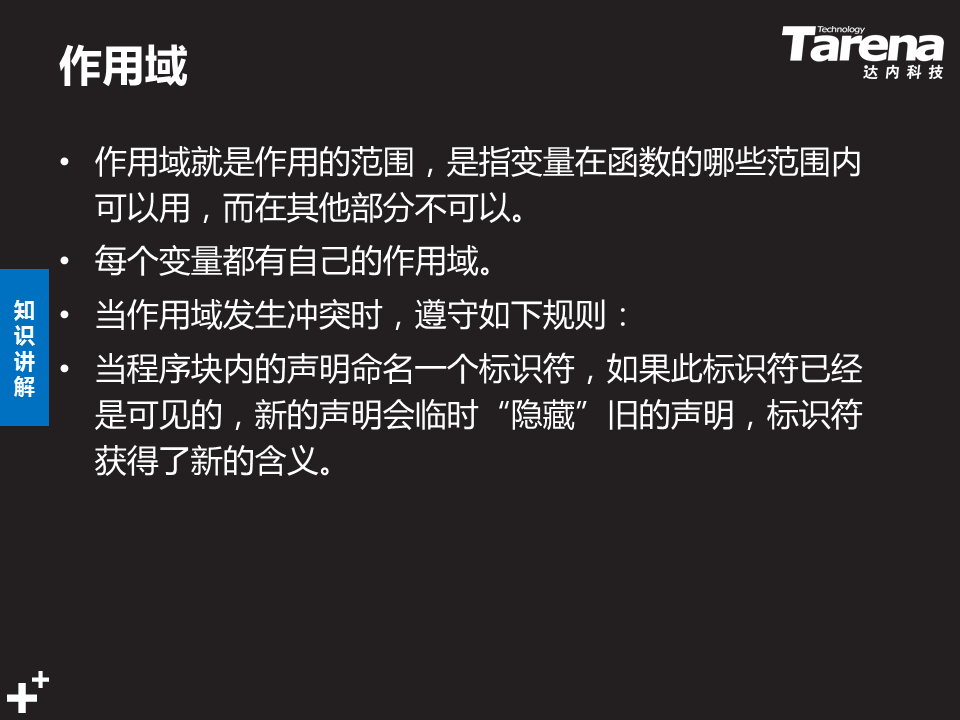 作用域
Technology
Tarena
达内科技
• 作用域就是作用的范围，是指变量在函数的哪些范围内
可以用，而在其他部分不可以。
• 每个变量都有自己的作用域。
• 当作用域发生冲突时，遵守如下规则：
• 当程序块内的声明命名一个标识符，如果此标识符已经
是可见的，新的声明会临时“隐藏”旧的声明，标识符
获得了新的含义。
知
识
讲
解